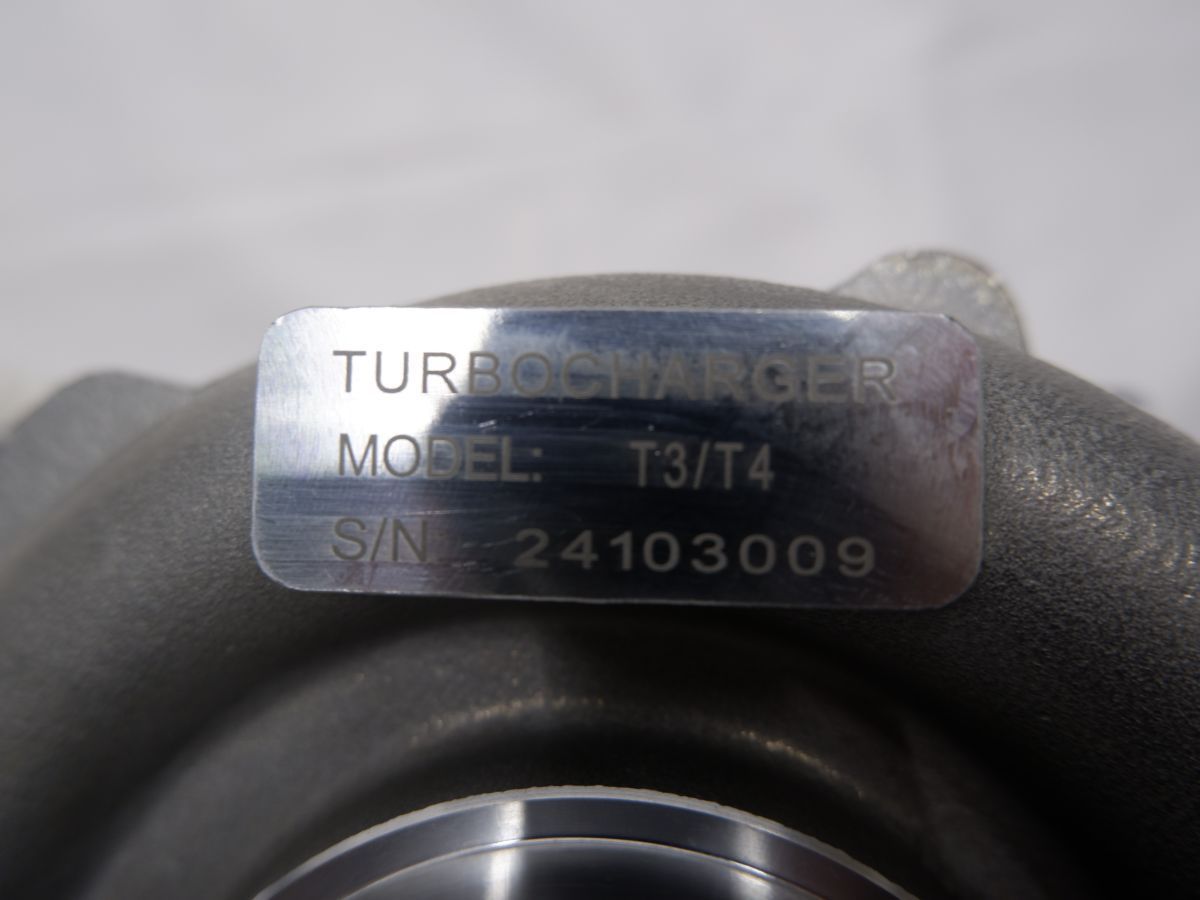 TURBOCHARGER
MODEL: T3/T4
S/N: 24103009